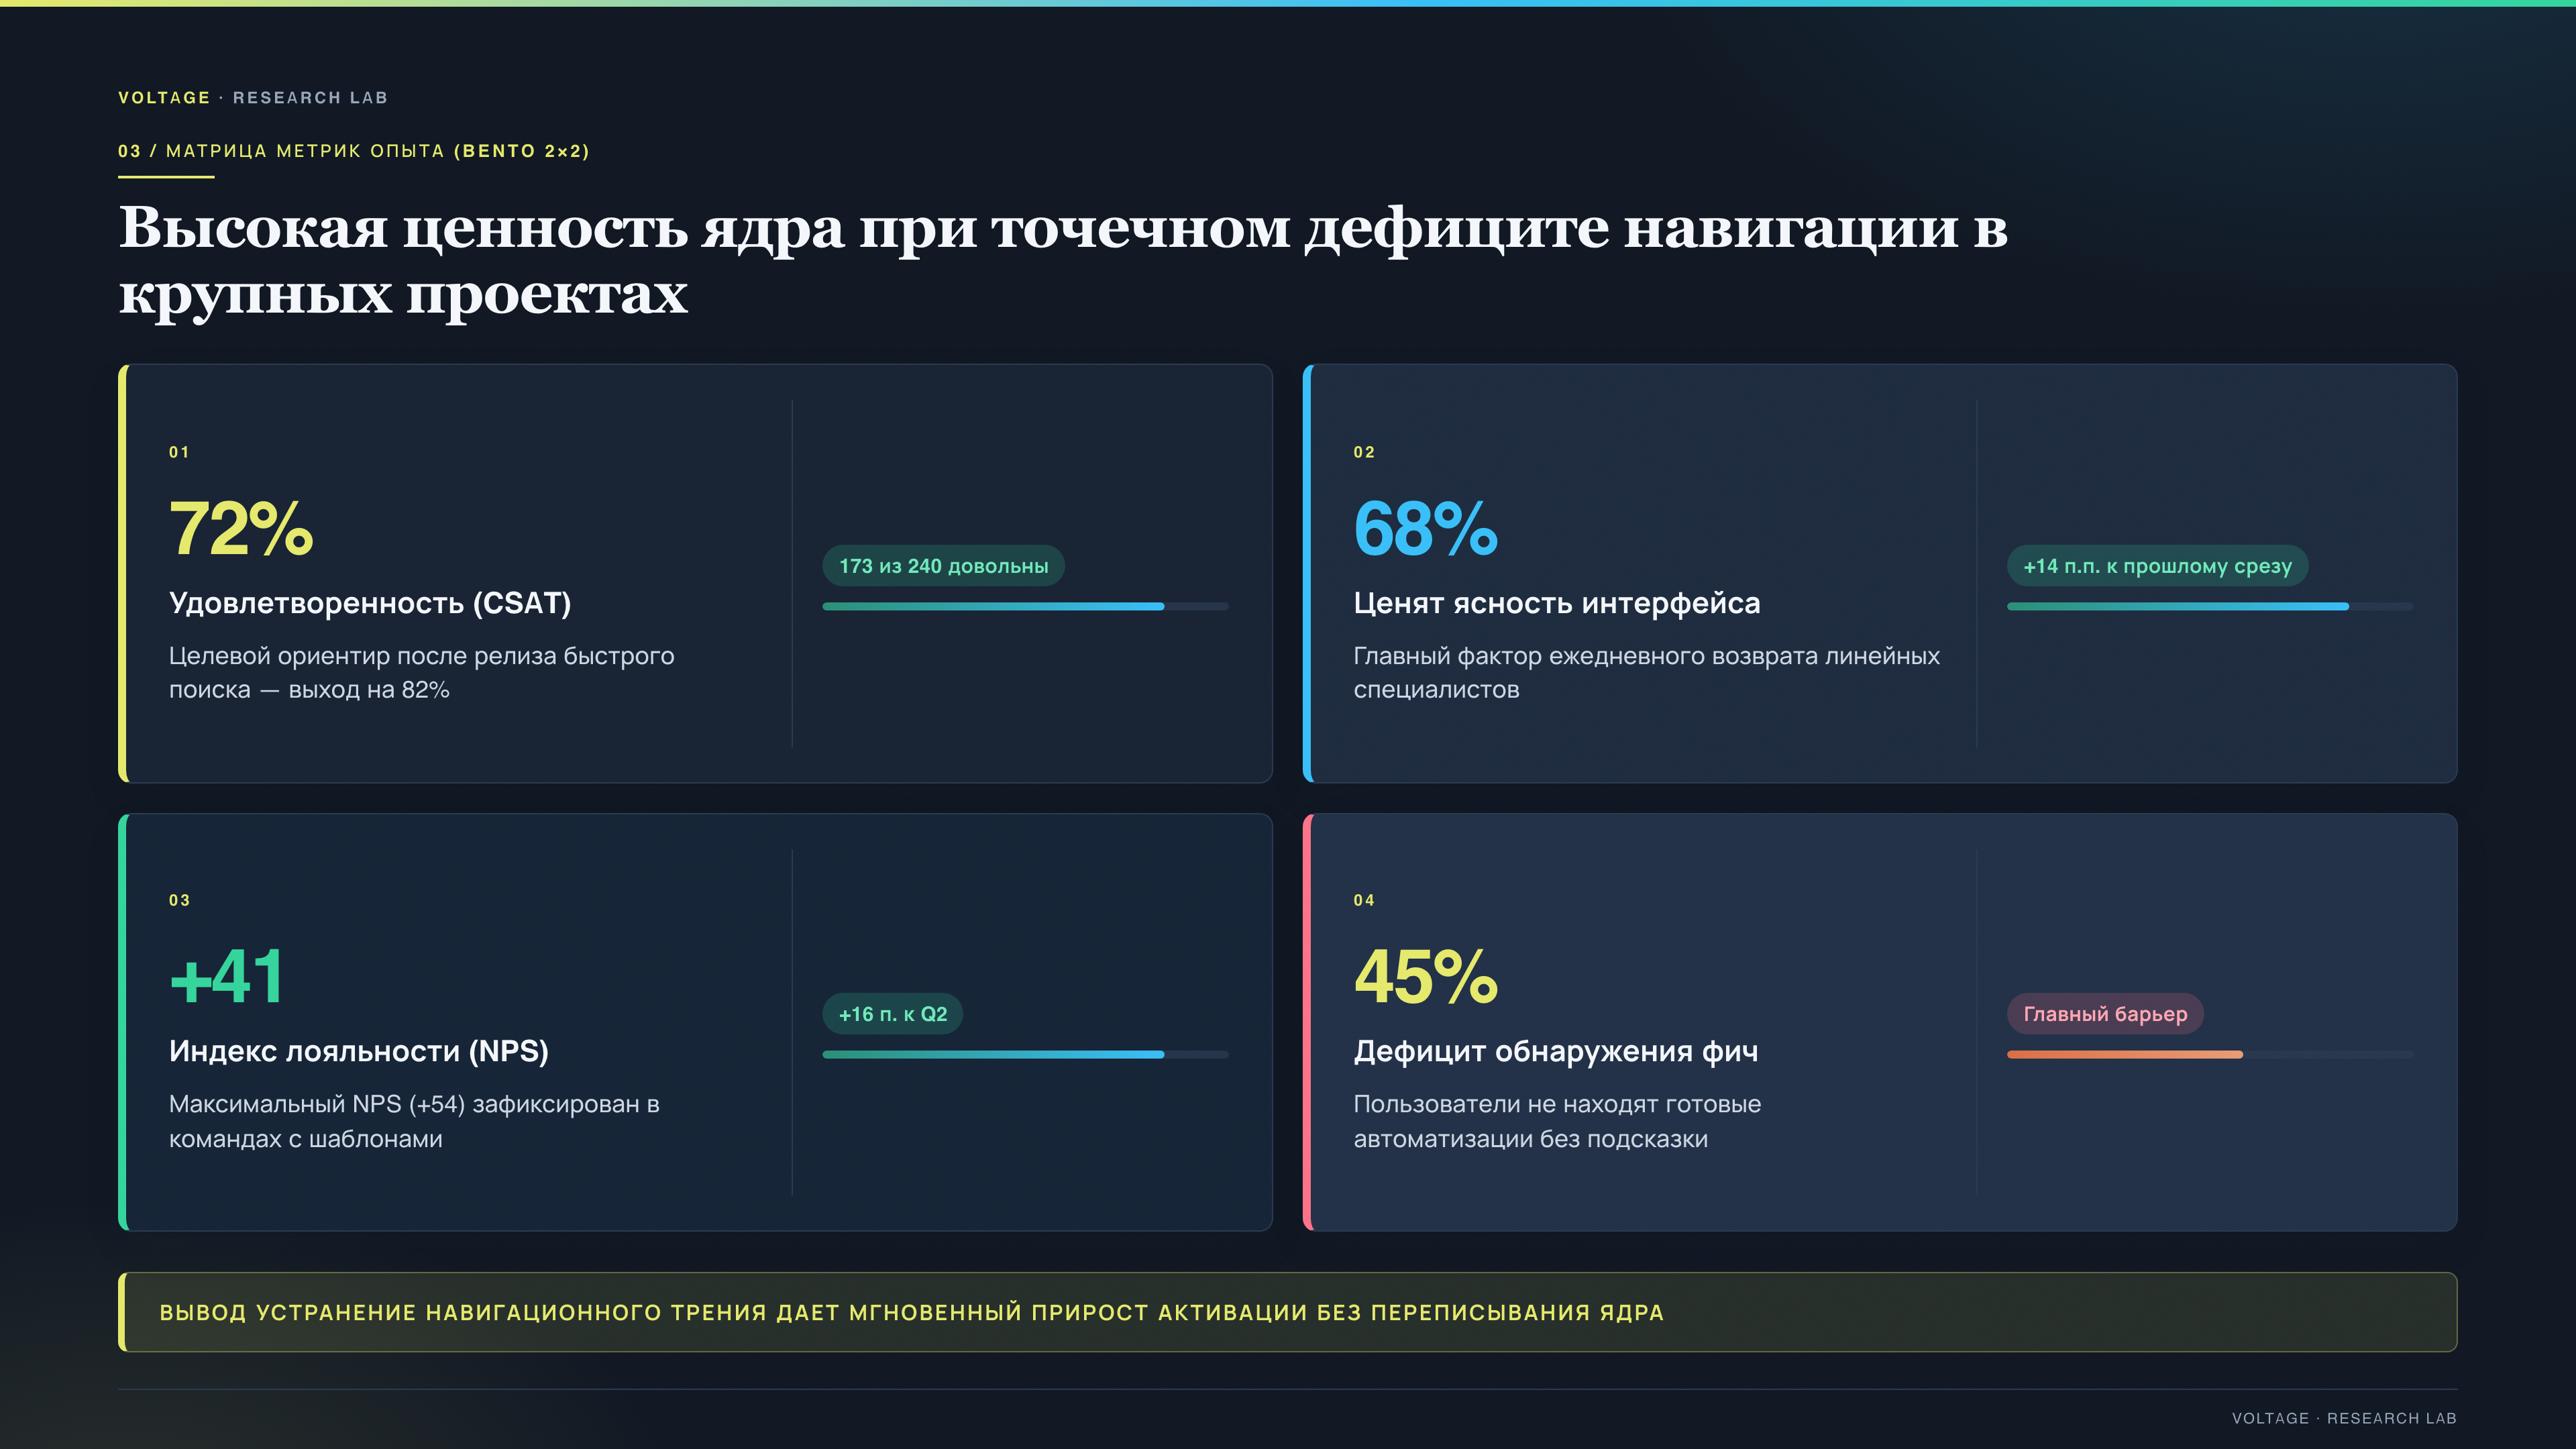 VOLTAGE · RESEARCH LAB
03 / МАТРИЦА МЕТРИК ОПЫТА (BENTO 2×2)
Высокая ценность ядра при точечном дефиците навигации в
крупных проектах
01
72%
Удовлетворенность (CSAT)
Целевой ориентир после релиза быстрого
поиска — выход на 82%
173 из 240 довольны
02
68%
Ценят ясность интерфейса
Главный фактор ежедневного возврата линейных
специалистов
+14 п.п. к прошлому срезу
03
+41
Индекс лояльности (NPS)
Максимальный NPS (+54) зафиксирован в
командах с шаблонами
+16 п. к Q2
04
45%
Дефицит обнаружения фич
Пользователи не находят готовые
автоматизации без подсказки
Главный барьер
ВЫВОД УСТРАНЕНИЕ НАВИГАЦИОННОГО ТРЕНИЯ ДАЕТ МГНОВЕННЫЙ ПРИРОСТ АКТИВАЦИИ БЕЗ ПЕРЕПИСЫВАНИЯ ЯДРА
VOLTAGE · RESEARCH LAB